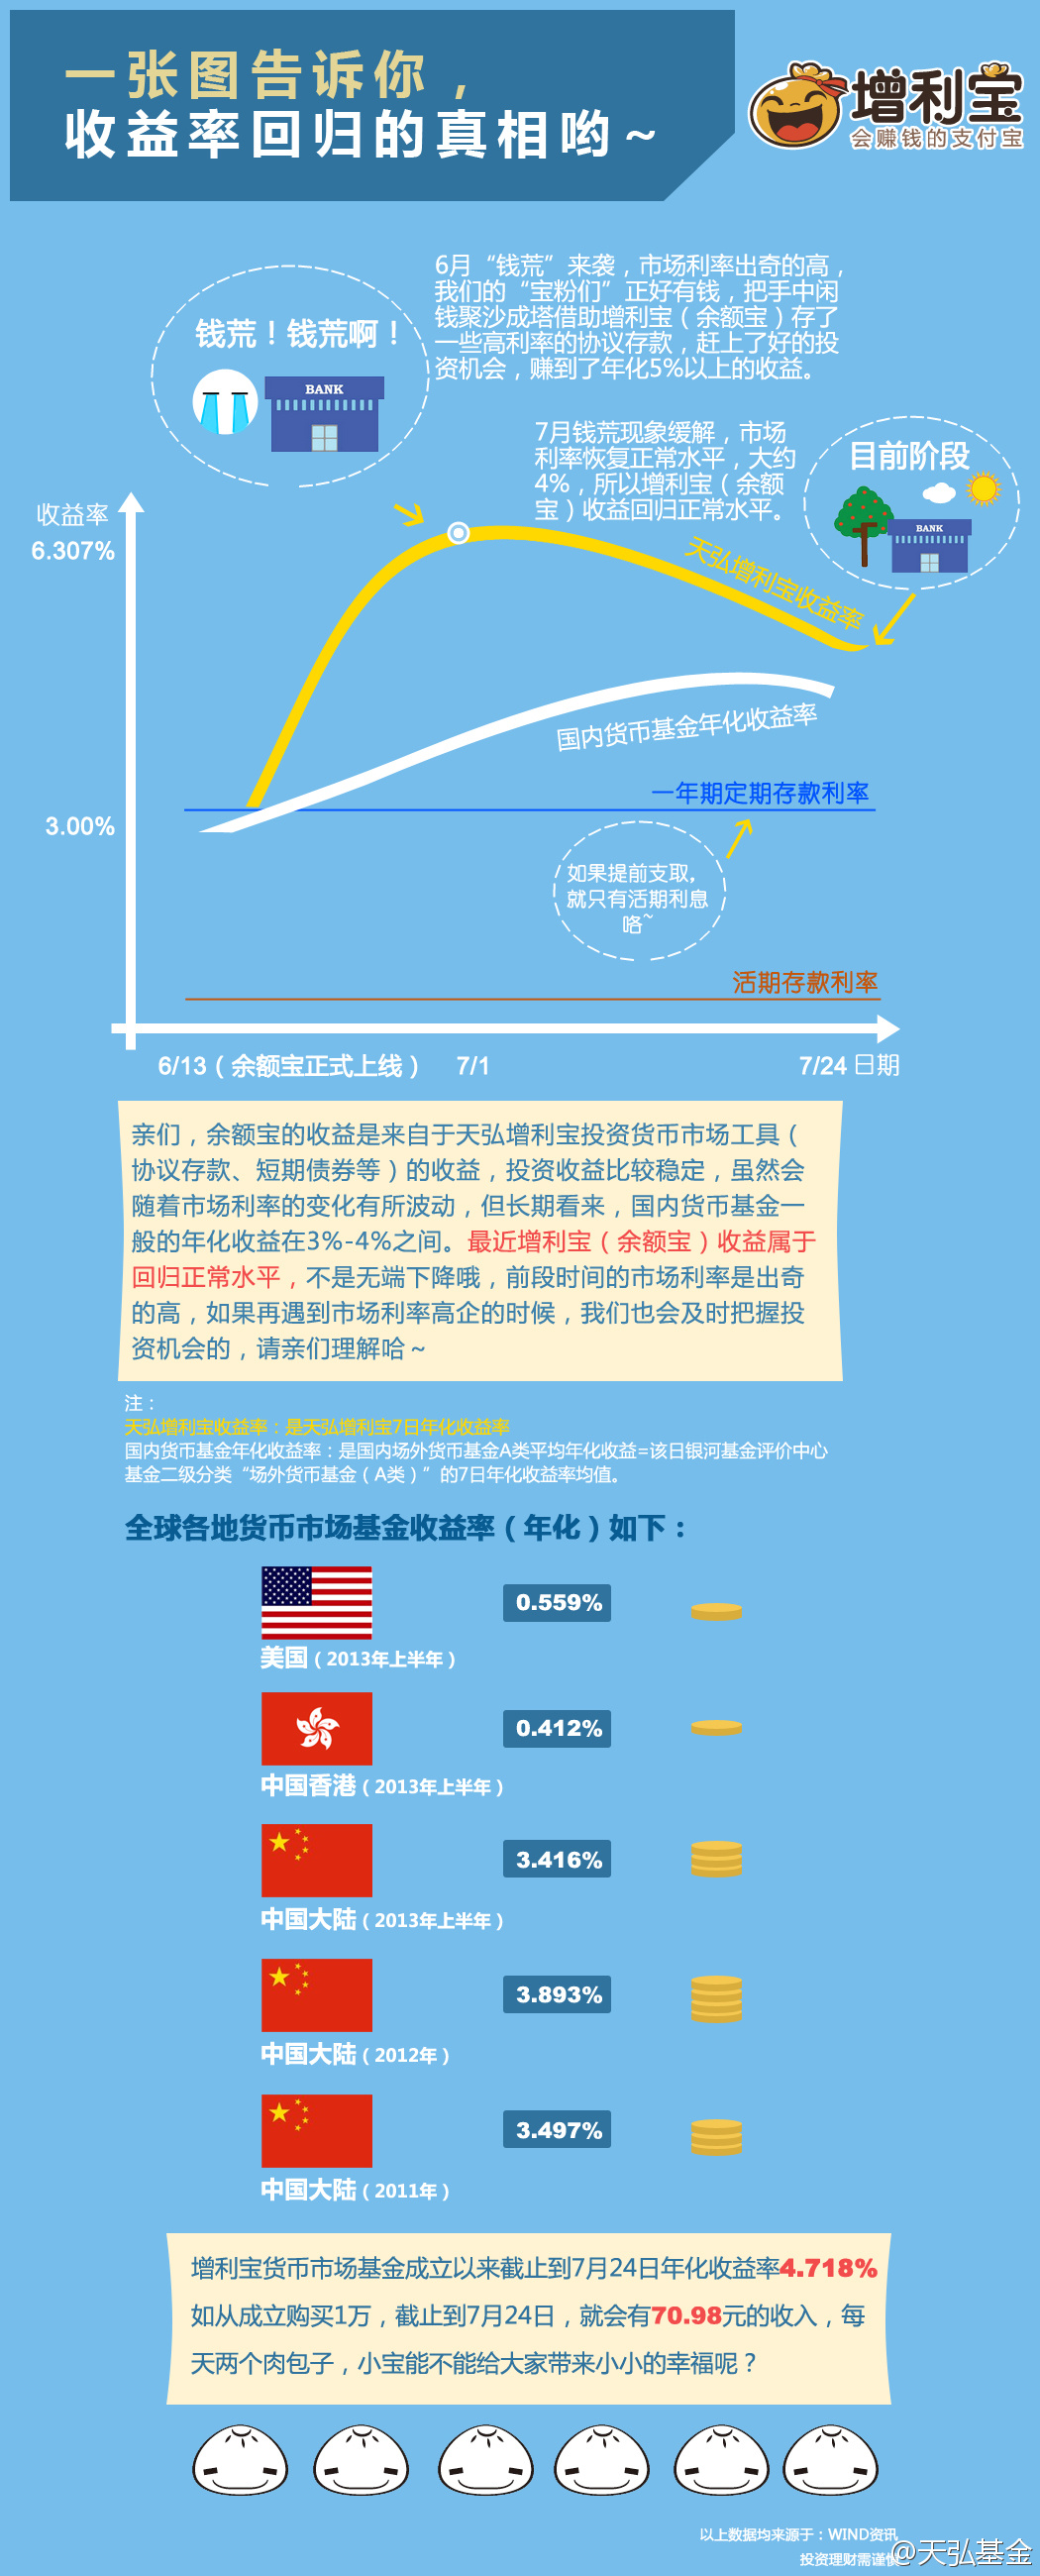 一张图告诉你，
收益率回归的真相哟~
增利宝
会赚钱的支付宝
6月“钱荒”来袭，市场利率出奇的高，
我们的“宝粉们”正好有钱，把手中闲
钱聚沙成塔借助增利宝（余额宝）存了
一些高利率的协议存款，赶上了好的投
资机会，赚到了年化5%以上的收益。
钱荒！钱荒啊！
BANK
7月钱荒现象缓解，市场
利率恢复正常水平，大约
4%，所以增利宝（余额
宝）收益回归正常水平。
目前阶段
BANK
收益率
6.307%
天弘增利宝收益率
国内货币基金年化收益率
一年期定期存款利率
3.00%
如果提前支取，
就只有活期利息
咯~
活期存款利率
6/13（余额宝正式上线） 7/1 7/24 日期
亲们，余额宝的收益是来自于天弘增利宝投资货币市场工具（
协议存款、短期债券等）的收益，投资收益比较稳定，虽然会
随着市场利率的变化有所波动，但长期看来，国内货币基金一
般的年化收益在3%-4%之间。最近增利宝（余额宝）收益属于
回归正常水平，不是无端下降哦，前段时间的市场利率是出奇
的高，如果再遇到市场利率高企的时候，我们也会及时把握投
资机会的，请亲们理解哈～
注：
天弘增利宝收益率：是天弘增利宝7日年化收益率
国内货币基金年化收益率：是国内场外货币基金A类平均年化收益=该日银河基金评价中心
基金二级分类“场外货币基金（A类）”的7日年化收益率均值。
全球各地货币市场基金收益率（年化）如下：
0.559%
美国（2013年上半年）
0.412%
中国香港（2013年上半年）
3.416%
中国大陆（2013年上半年）
3.893%
中国大陆（2012年）
3.497%
中国大陆（2011年）
增利宝货币市场基金成立以来截止到7月24日年化收益率4.718%
如从成立购买1万，截止到7月24日，就会有70.98元的收入，每
天两个肉包子，小宝能不能给大家带来小小的幸福呢？
以上数据均来源于：WIND资讯
投资理财需谨慎
@天弘基金